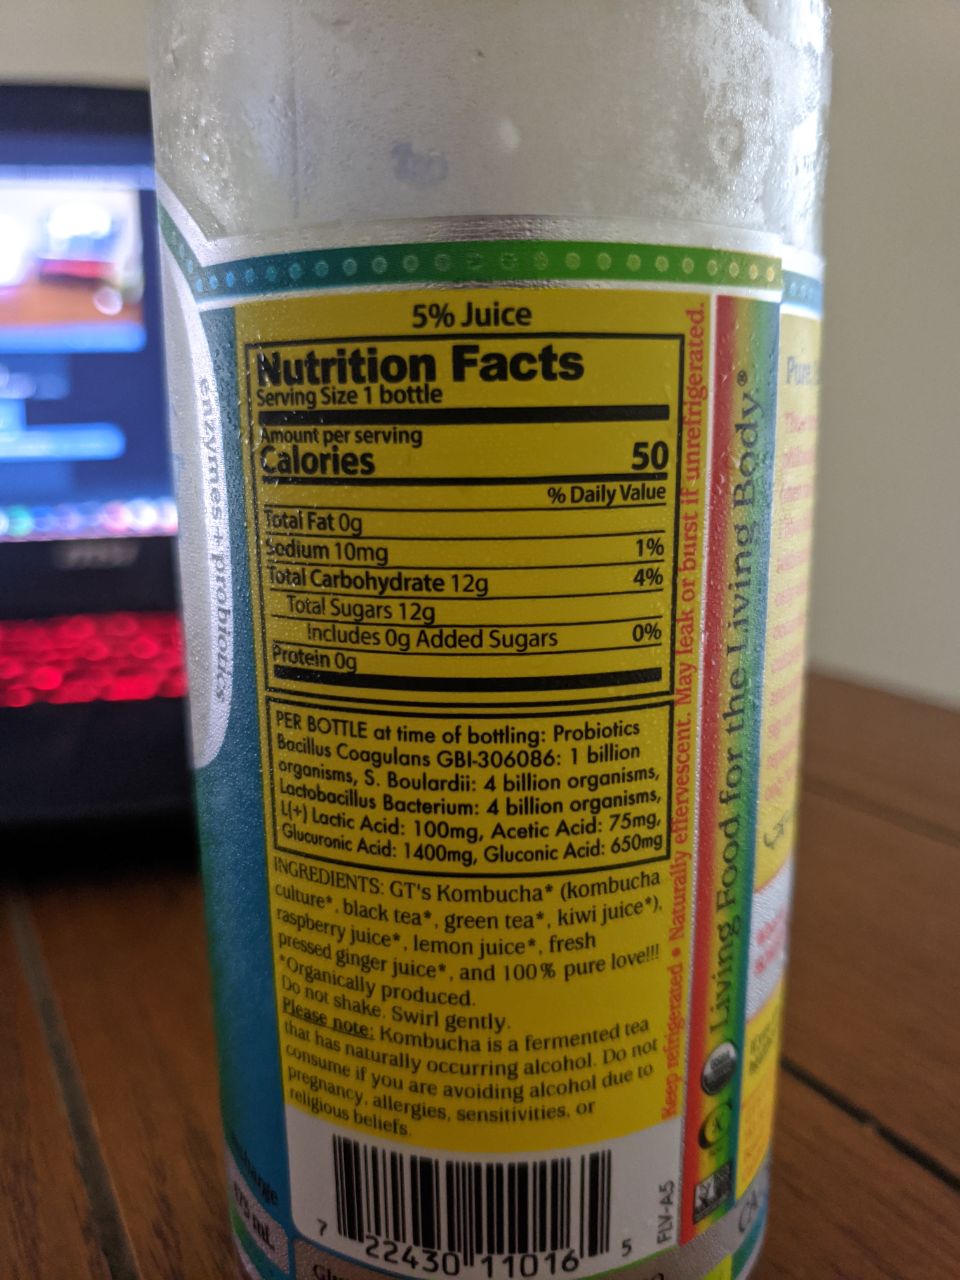 5% Juice
Nutrition Facts
Serving Size 1 bottle
Amount per serving
Calories 50
% Daily Value
Total Fat 0g
Sodium 10mg 1%
Total Carbohydrate 12g 4%
Total Sugars 12g
Includes 0g Added Sugars 0%
Protein 0g
PER BOTTLE at time of bottling: Probiotics
Bacillus Coagulans GBI-306086: 1 billion
organisms, S. Boulardii: 4 billion organisms,
Lactobacillus Bacterium: 4 billion organisms,
L(+) Lactic Acid: 100mg, Acetic Acid: 75mg,
Glucuronic Acid: 1400mg, Gluconic Acid: 650mg
INGREDIENTS: GT's Kombucha* (kombucha
culture*, black tea*, green tea*, kiwi juice*),
raspberry juice*, lemon juice*, fresh
pressed ginger juice*, and 100% pure love!!!
*Organically produced.
Do not shake. Swirl gently.
Please note: Kombucha is a fermented tea
that has naturally occurring alcohol. Do not
consume if you are avoiding alcohol due to
pregnancy, allergies, sensitivities, or
religious beliefs.
7 22430 11016 5
FLV-A5
Keep refrigerated • Naturally effervescent. May leak or burst if unrefrigerated.
Living Food for the Living Body.®
enzymes + probiotics
Pure.
msi
mL